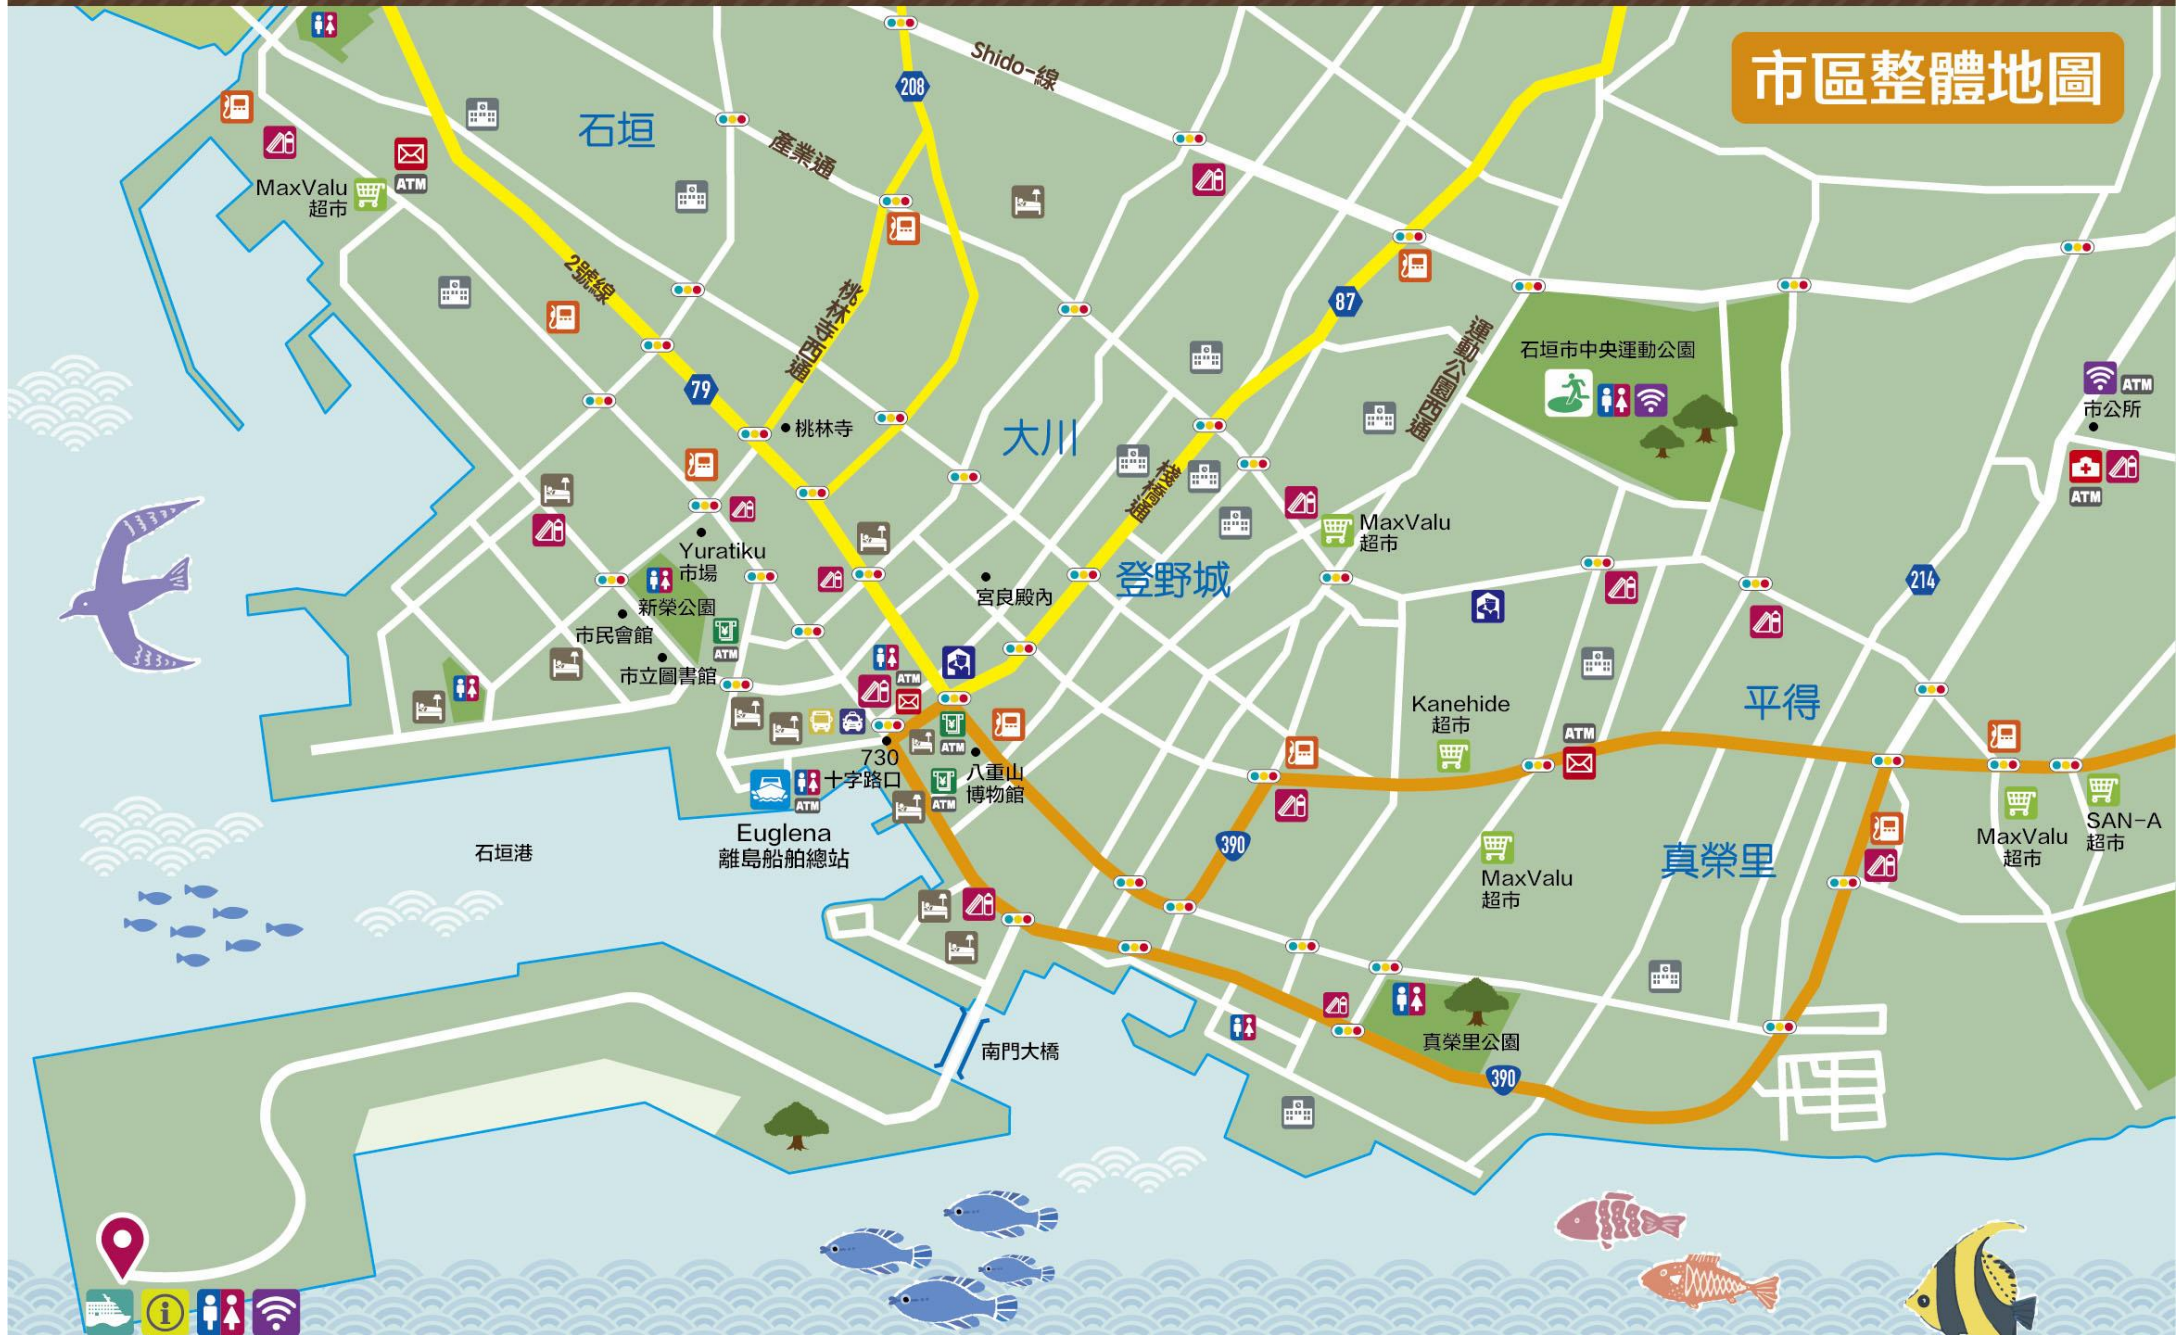 市區整體地圖
Shido-線
208
石垣
產業通
ATM
MaxValu
超市
2號線
桃林寺西通
87
運動公園西通
石垣市中央運動公園
ATM
市公所
ATM
79
桃林寺
大川
棧橋通
MaxValu
超市
Yuratiku
市場
新榮公園
市民會館
市立圖書館
ATM
宮良殿內
登野城
214
ATM
ATM
730
十字路口
八重山
博物館
ATM
ATM
Euglena
離島船舶總站
石垣港
Kanehide
超市
ATM
平得
390
MaxValu
超市
真榮里
MaxValu
超市
SAN-A
超市
南門大橋
真榮里公園
390